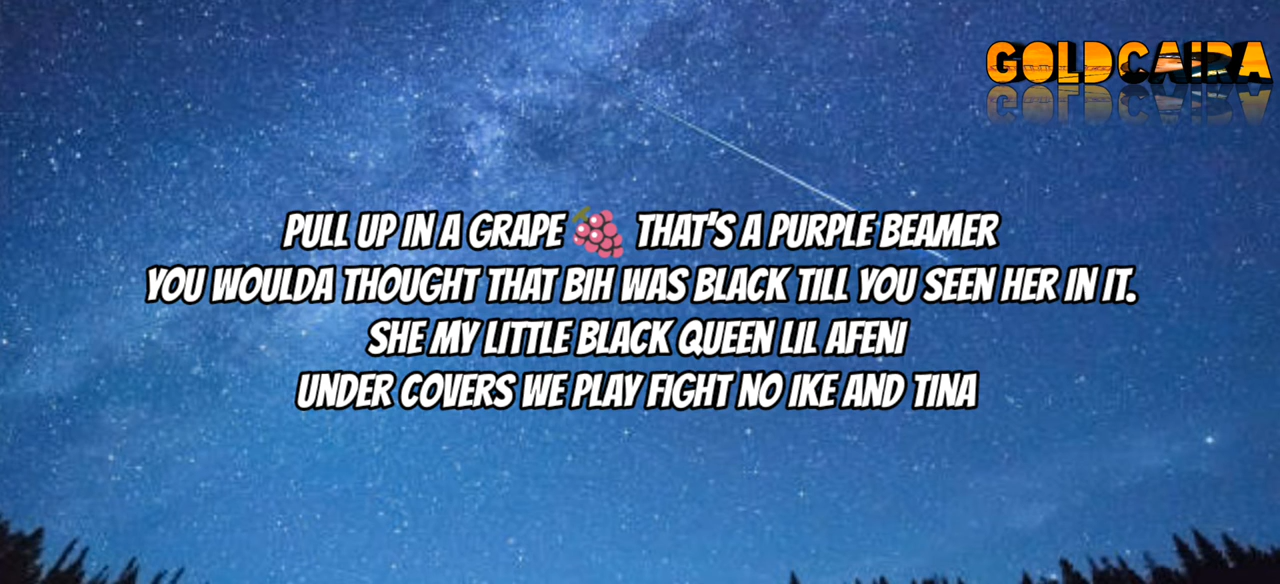 GOLDCAIRA
PULL UP IN A GRAPE 🍇 THAT'S A PURPLE BEAMER
YOU WOULDA THOUGHT THAT BIH WAS BLACK TILL YOU SEEN HER IN IT.
SHE MY LITTLE BLACK QUEEN LIL AFENI
UNDER COVERS WE PLAY FIGHT NO IKE AND TINA